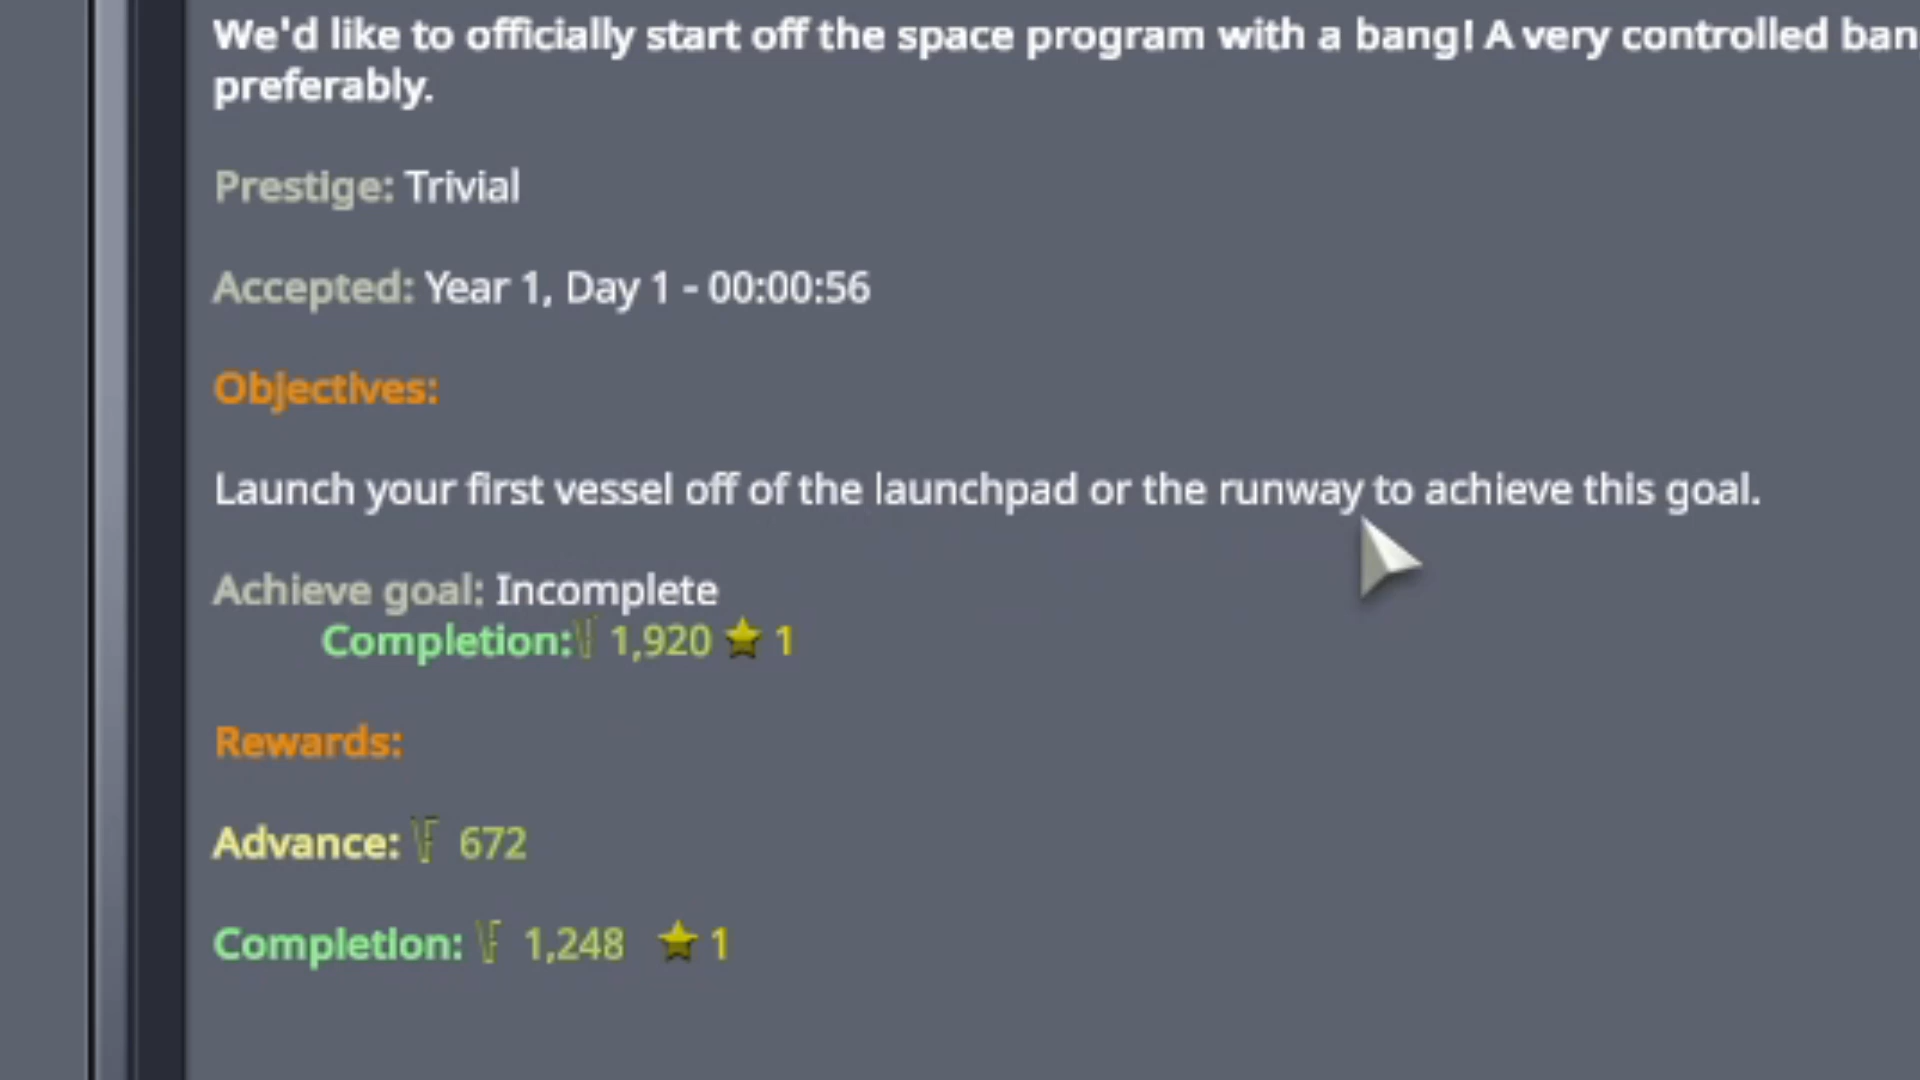 We'd like to officially start off the space program with a bang! A very controlled
preferably.
Prestige: Trivial
Accepted: Year 1, Day 1 - 00:00:56
Objectives:
Launch your first vessel off of the launchpad or the runway to achieve this goal.
Achieve goal: Incomplete
Completion: 1,920 1
Rewards:
Advance: 672
Completion: 1,248 1